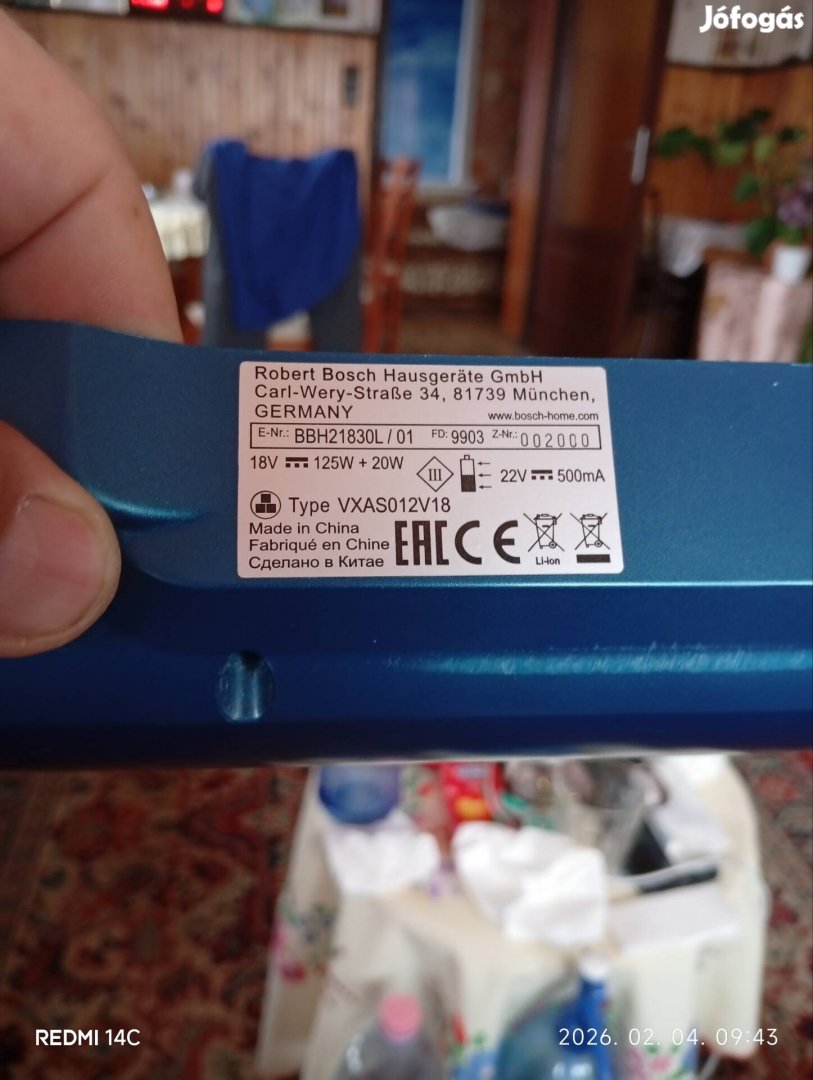 Jófogás
Robert Bosch Hausgeräte GmbH
Carl-Wery-Straße 34, 81739 München,
GERMANY www.bosch-home.com
E-Nr.: BBH21830L / 01 FD: 9903 Z-Nr.: 002000
18V 125W + 20W III 22V 500mA
Type VXAS012V18
Made in China
Fabriqué en Chine
Сделано в Китае EAC CE Li-ion
REDMI 14C 2026. 02. 04. 09:43